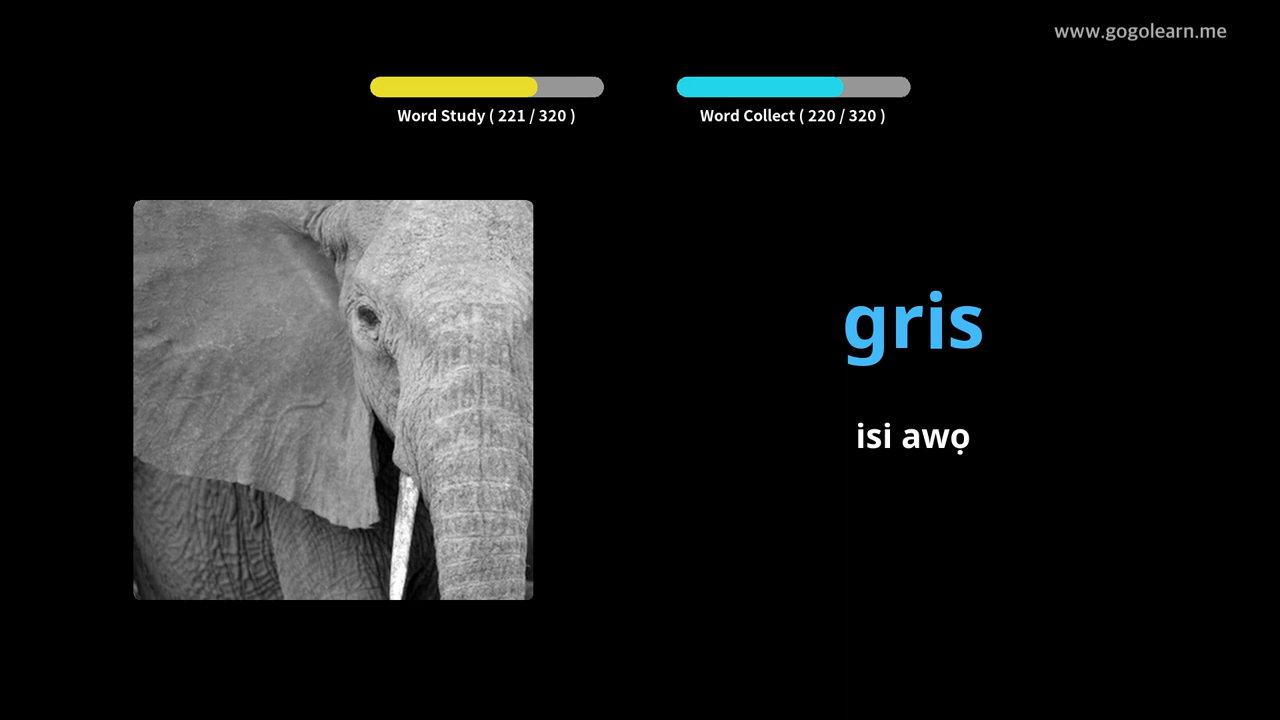 www.gogolearn.me
Word Study ( 221 / 320 )
Word Collect ( 220 / 320 )
gris
isi awọ